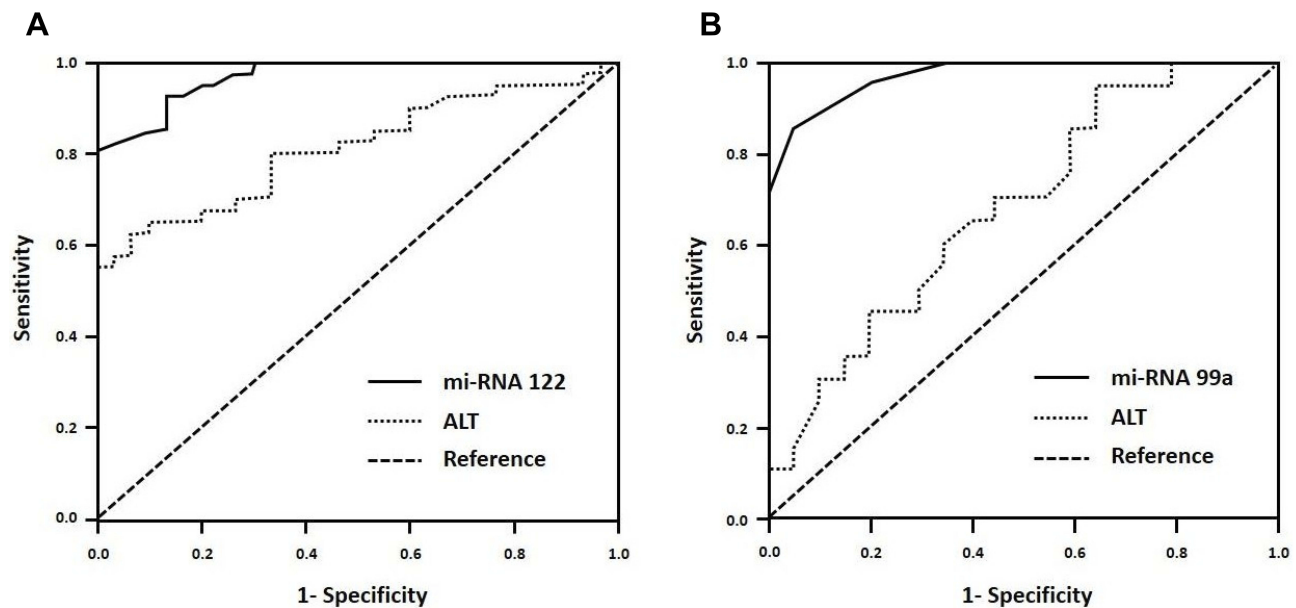 A
1.0
0.8
0.6
0.4
0.2
0.0
Sensitivity
0.0 0.2 0.4 0.6 0.8 1.0
1- Specificity
mi-RNA 122
ALT
Reference
B
1.0
0.8
0.6
0.4
0.2
0.0
Sensitivity
0.0 0.2 0.4 0.6 0.8 1.0
1- Specificity
mi-RNA 99a
ALT
Reference